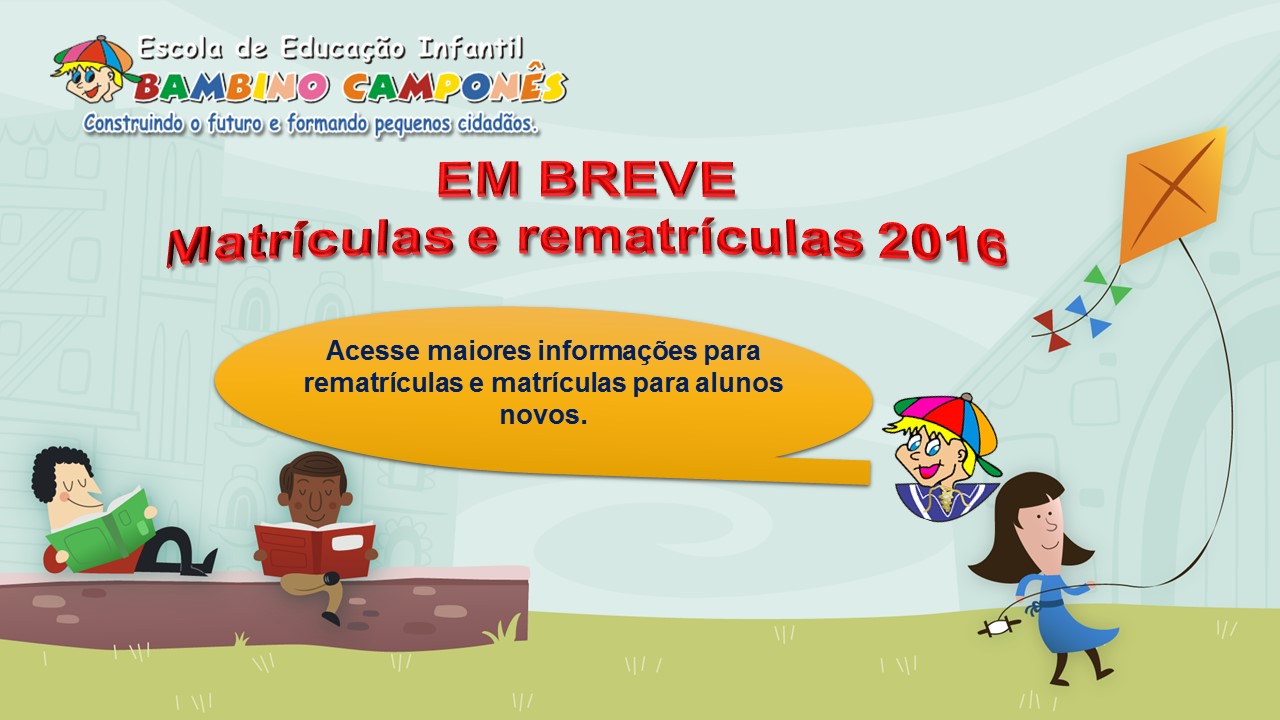 Escola de Educação Infantil
BAMBINO CAMPONÊS
Construindo o futuro e formando pequenos cidadãos.
EM BREVE
Matrículas e rematrículas 2016
Acesse maiores informações para
rematrículas e matrículas para alunos
novos.